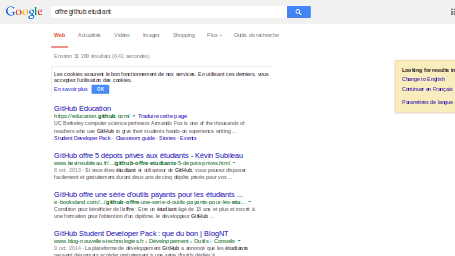 Google offre github etudiant
Web Actualités Vidéos Images Shopping Plus Outils de recherche
Environ 31 200 résultats (0,41 secondes)
Les cookies assurent le bon fonctionnement de nos services. En utilisant ces derniers, vous
acceptez l'utilisation des cookies.
En savoir plus OK
Looking for results in
Change to English
Continuer en Français
Paramètres de langue
GitHub Education
https://education.github.com/ Traduire cette page
UC Berkeley computer science professor Armando Fox is one of the thousands of
teachers who use GitHub to give their students hands-on experience writing ...
Student Developer Pack - Classroom guide - Stories - Events
GitHub offre 5 dépots privés aux étudiants - Kévin Subileau
www.kevinsubileau.fr/.../github-offre-etudiants-5-depots-prives.html
8 oct. 2013 - Si vous êtes étudiant et utilisateur de GitHub, vous pouvez disposer
facilement et gratuitement durant deux ans de cinq dépôts privés pour vos ...
GitHub offre une série d'outils payants pour les étudiants ...
e-bookstand.com/.../github-offre-une-serie-d-outils-payants-pour-les-etu...
Condition pour bénéficier de l'offre : Etre un étudiant âgé de 13 ans et plus et inscrit à
une formation pour l'obtention d'un diplôme, le développeur GitHub ...
GitHub Student Developer Pack : que du bon | BlogNT
www.blog-nouvelles-technologies.fr › Développement › Outils - Conseils
9 oct. 2014 - La plateforme de développement GitHub a annoncé que les étudiants
peuvent désormais accéder gratuitement à une série d'outils dédiés à